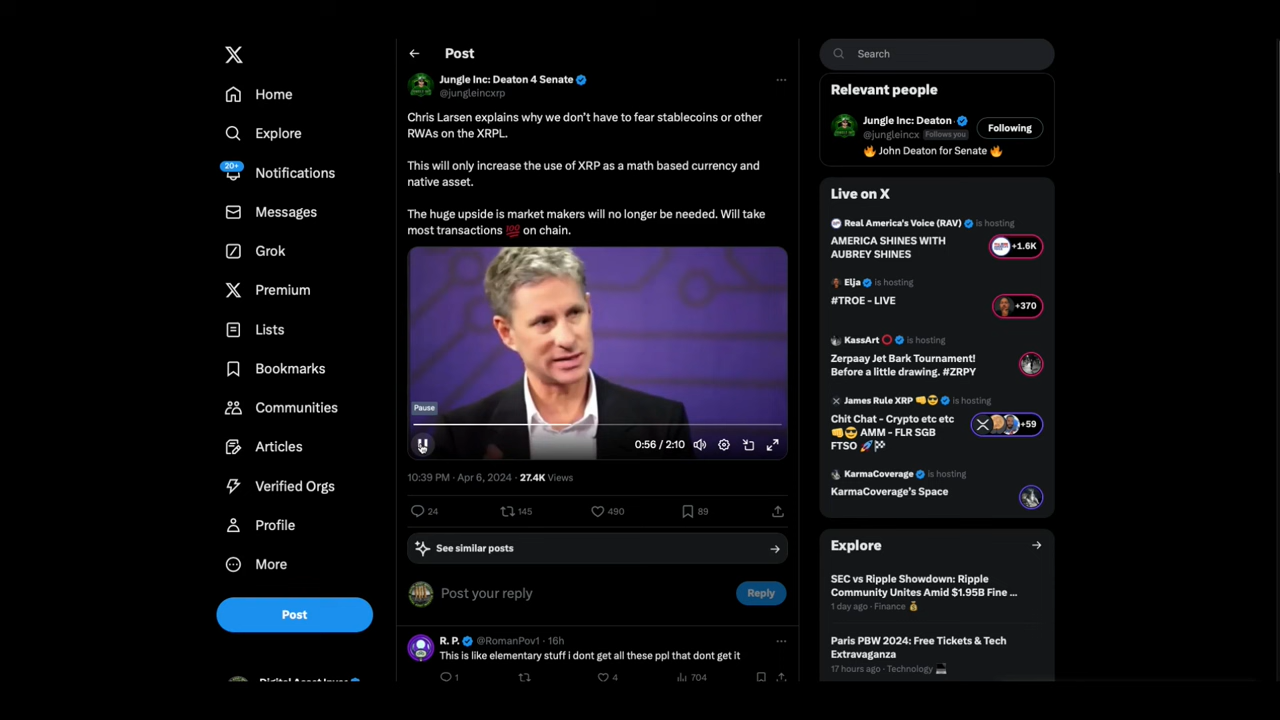 Home
Explore
20+
Notifications
Messages
Grok
Premium
Lists
Bookmarks
Communities
Articles
Verified Orgs
Profile
More
Post
Post
Jungle Inc: Deaton 4 Senate
@jungleincxrp
Chris Larsen explains why we don't have to fear stablecoins or other
RWAs on the XRPL.
This will only increase the use of XRP as a math based currency and
native asset.
The huge upside is market makers will no longer be needed. Will take
most transactions 💯 on chain.
Pause
0:56 / 2:10
10:39 PM · Apr 6, 2024 · 27.4K Views
24 145 490 89
See similar posts
Post your reply
Reply
R. P. @RomanPov1 · 16h
This is like elementary stuff i dont get all these ppl that dont get it
1 4 704
Search
Relevant people
Jungle Inc: Deaton
@jungleincx Follows you
Following
🔥 John Deaton for Senate 🔥
Live on X
Real America's Voice (RAV) is hosting
AMERICA SHINES WITH
AUBREY SHINES
+1.6K
Elja is hosting
#TROE - LIVE
+370
KassArt ⭕ is hosting
Zerpaay Jet Bark Tournament!
Before a little drawing. #ZRPY
James Rule XRP 👊😎 is hosting
Chit Chat - Crypto etc etc
👊😎 AMM - FLR SGB
FTSO 🚀🏁
+59
KarmaCoverage is hosting
KarmaCoverage's Space
Explore
SEC vs Ripple Showdown: Ripple
Community Unites Amid $1.95B Fine ...
1 day ago · Finance
Paris PBW 2024: Free Tickets & Tech
Extravaganza
17 hours ago · Technology